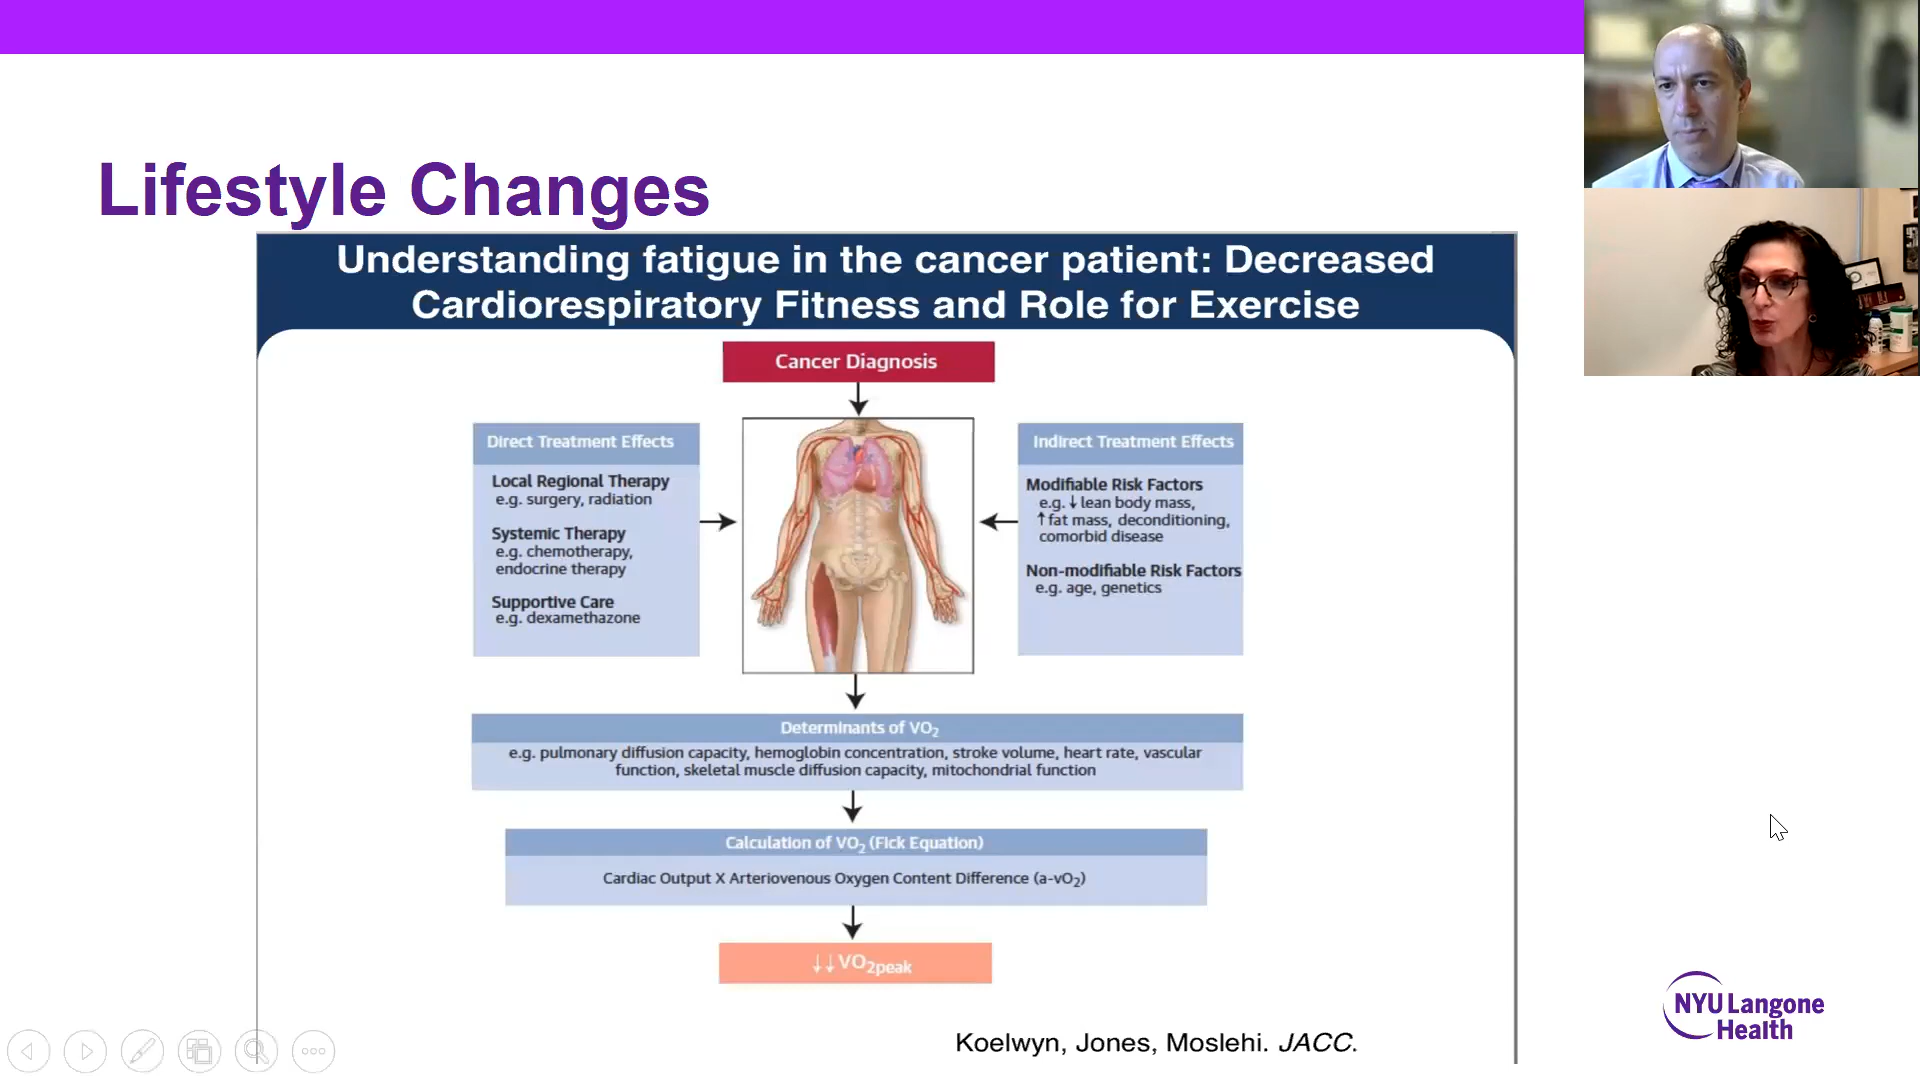 Lifestyle Changes
Understanding fatigue in the cancer patient: Decreased
Cardiorespiratory Fitness and Role for Exercise
Cancer Diagnosis
Direct Treatment Effects
Local Regional Therapy
e.g. surgery, radiation
Systemic Therapy
e.g. chemotherapy,
endocrine therapy
Supportive Care
e.g. dexamethazone
Indirect Treatment Effects
Modifiable Risk Factors
e.g. ↓ lean body mass,
↑ fat mass, deconditioning,
comorbid disease
Non-modifiable Risk Factors
e.g. age, genetics
Determinants of VO₂
e.g. pulmonary diffusion capacity, hemoglobin concentration, stroke volume, heart rate, vascular
function, skeletal muscle diffusion capacity, mitochondrial function
Calculation of VO₂ (Fick Equation)
Cardiac Output X Arteriovenous Oxygen Content Difference (a-vO₂)
↓↓ VO2peak
Koelwyn, Jones, Moslehi. JACC.
NYU Langone
Health